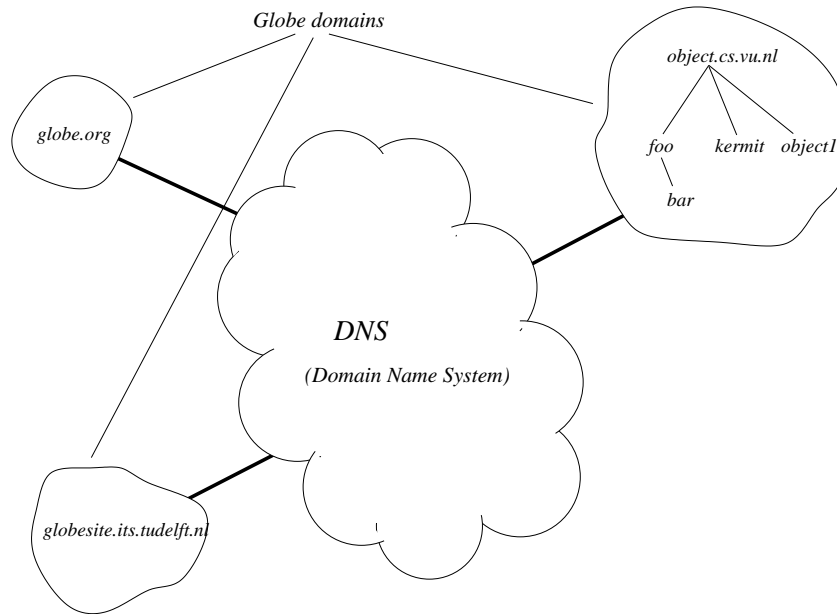 Globe domains
object.cs.vu.nl
globe.org
foo kermit object1
bar
DNS
(Domain Name System)
globesite.its.tudelft.nl